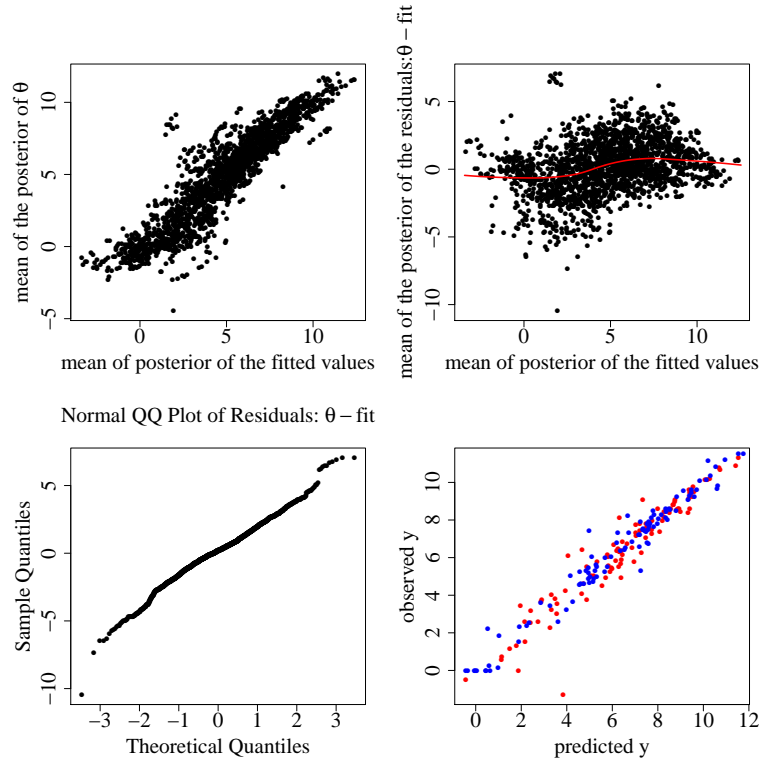 mean of the posterior of θ
−5 0 5 10
0 5 10
mean of posterior of the fitted values
mean of the posterior of the residuals:θ − fit
−10 −5 0 5
0 5 10
mean of posterior of the fitted values
Normal QQ Plot of Residuals: θ − fit
Sample Quantiles
−10 −5 0 5
−3 −2 −1 0 1 2 3
Theoretical Quantiles
observed y
0 2 4 6 8 10
0 2 4 6 8 10 12
predicted y